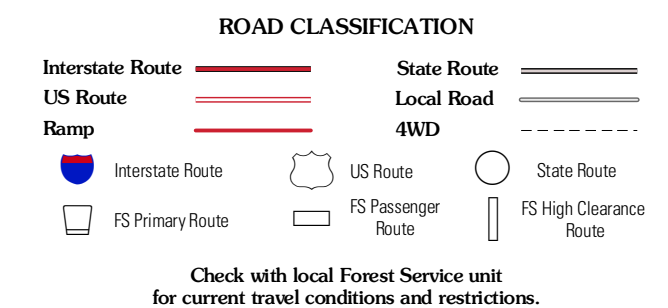 ROAD CLASSIFICATION
Interstate Route
State Route
US Route
Local Road
Ramp
4WD
Interstate Route
US Route
State Route
FS Primary Route
FS Passenger
Route
FS High Clearance
Route
Check with local Forest Service unit
for current travel conditions and restrictions.